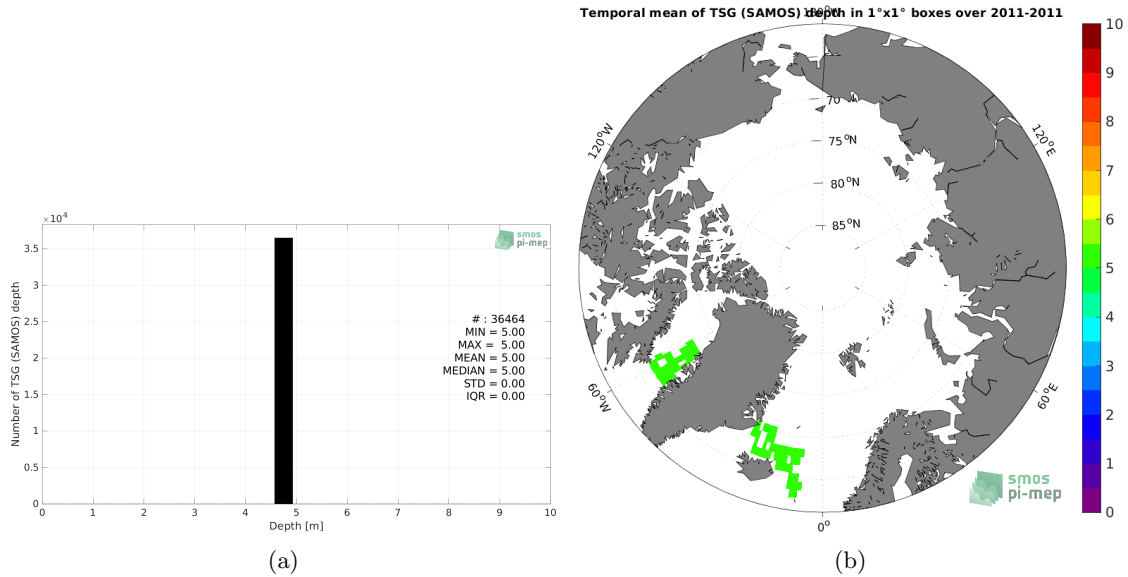 ×10⁴
3.5
3
2.5
2
1.5
1
0.5
0
Number of TSG (SAMOS) depth
smos
pi-mep
# : 36464
MIN = 5.00
MAX = 5.00
MEAN = 5.00
MEDIAN = 5.00
STD = 0.00
IQR = 0.00
0 1 2 3 4 5 6 7 8 9 10
Depth [m]
(a)
Temporal mean of TSG (SAMOS) depth in 1°x1° boxes over 2011-2011
180°W
120°W
120°E
70°N
75°N
80°N
85°N
60°W
60°E
0°
smos
pi-mep
10
9
8
7
6
5
4
3
2
1
0
(b)